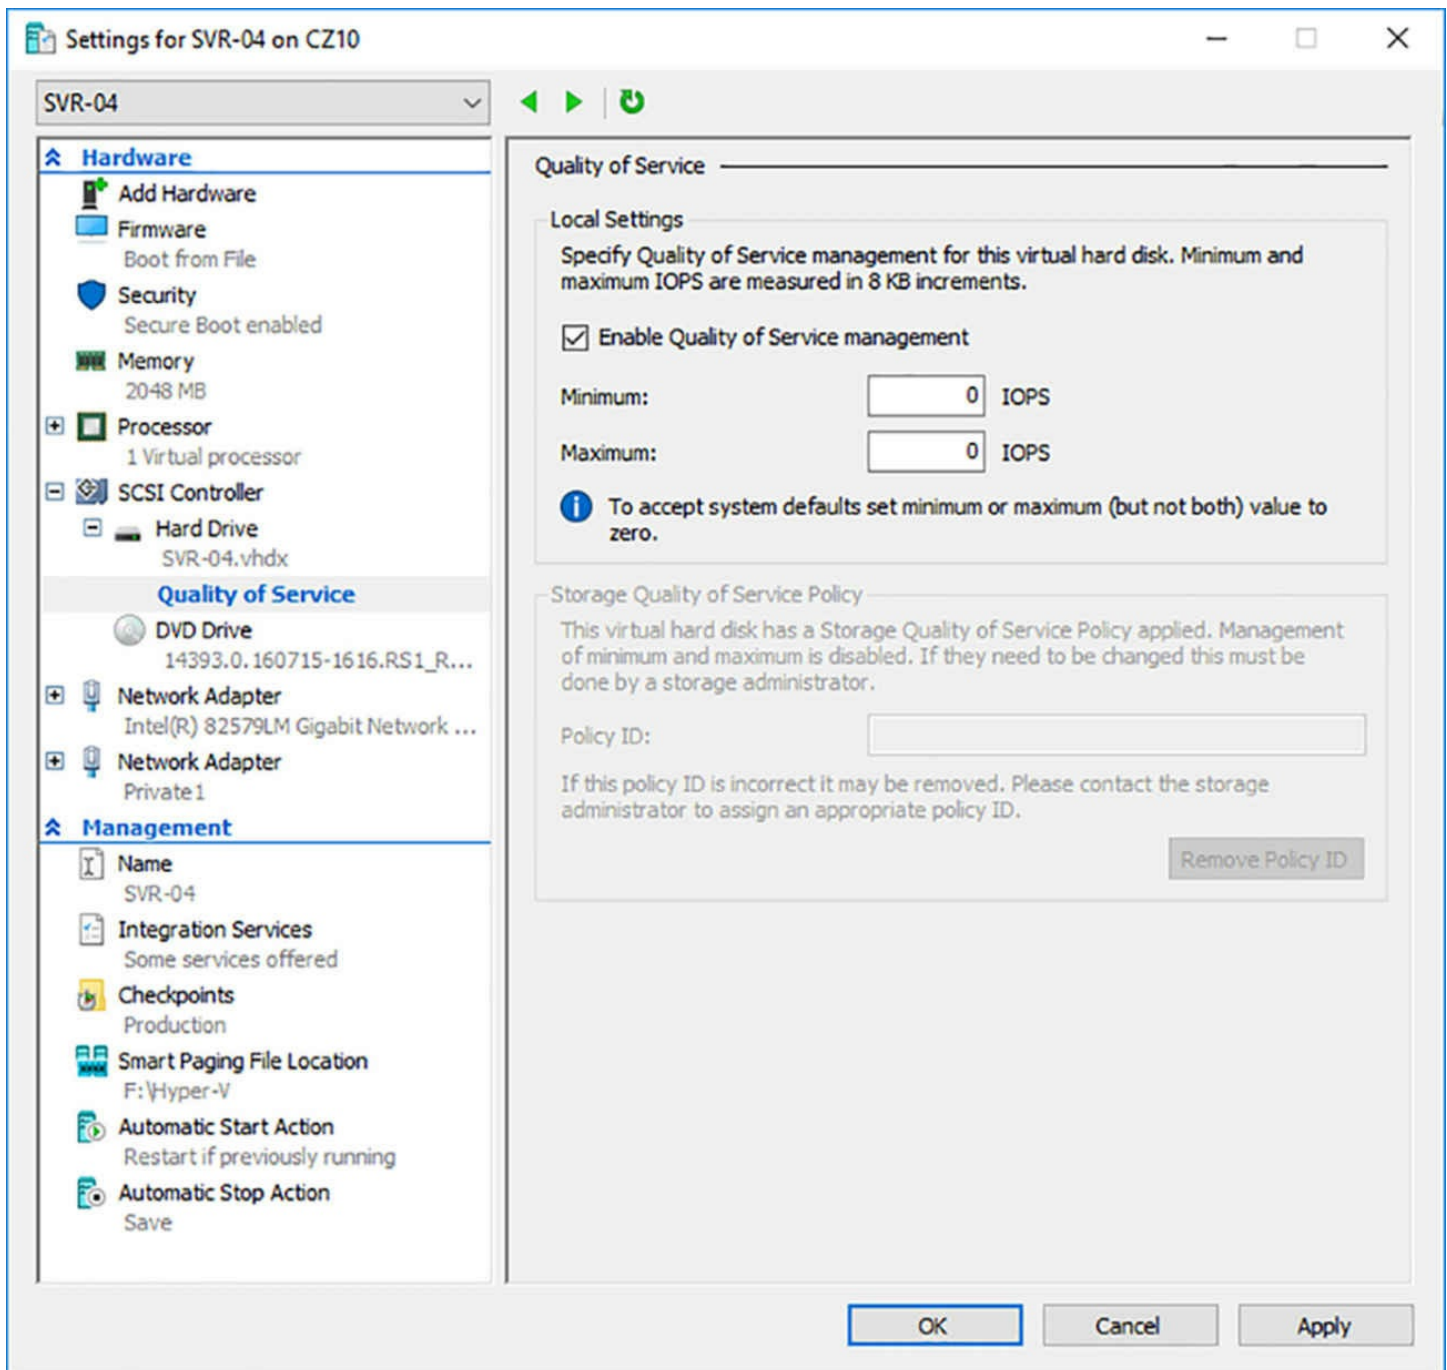 Settings for SVR-04 on CZ10
SVR-04
Hardware
Add Hardware
Firmware
Boot from File
Security
Secure Boot enabled
Memory
2048 MB
Processor
1 Virtual processor
SCSI Controller
Hard Drive
SVR-04.vhdx
Quality of Service
DVD Drive
14393.0.160715-1616.RS1_R...
Network Adapter
Intel(R) 82579LM Gigabit Network ...
Network Adapter
Private1
Management
Name
SVR-04
Integration Services
Some services offered
Checkpoints
Production
Smart Paging File Location
F:\Hyper-V
Automatic Start Action
Restart if previously running
Automatic Stop Action
Save
Quality of Service
Local Settings
Specify Quality of Service management for this virtual hard disk. Minimum and
maximum IOPS are measured in 8 KB increments.
Enable Quality of Service management
Minimum: 0 IOPS
Maximum: 0 IOPS
To accept system defaults set minimum or maximum (but not both) value to
zero.
Storage Quality of Service Policy
This virtual hard disk has a Storage Quality of Service Policy applied. Management
of minimum and maximum is disabled. If they need to be changed this must be
done by a storage administrator.
Policy ID:
If this policy ID is incorrect it may be removed. Please contact the storage
administrator to assign an appropriate policy ID.
Remove Policy ID
OK Cancel Apply